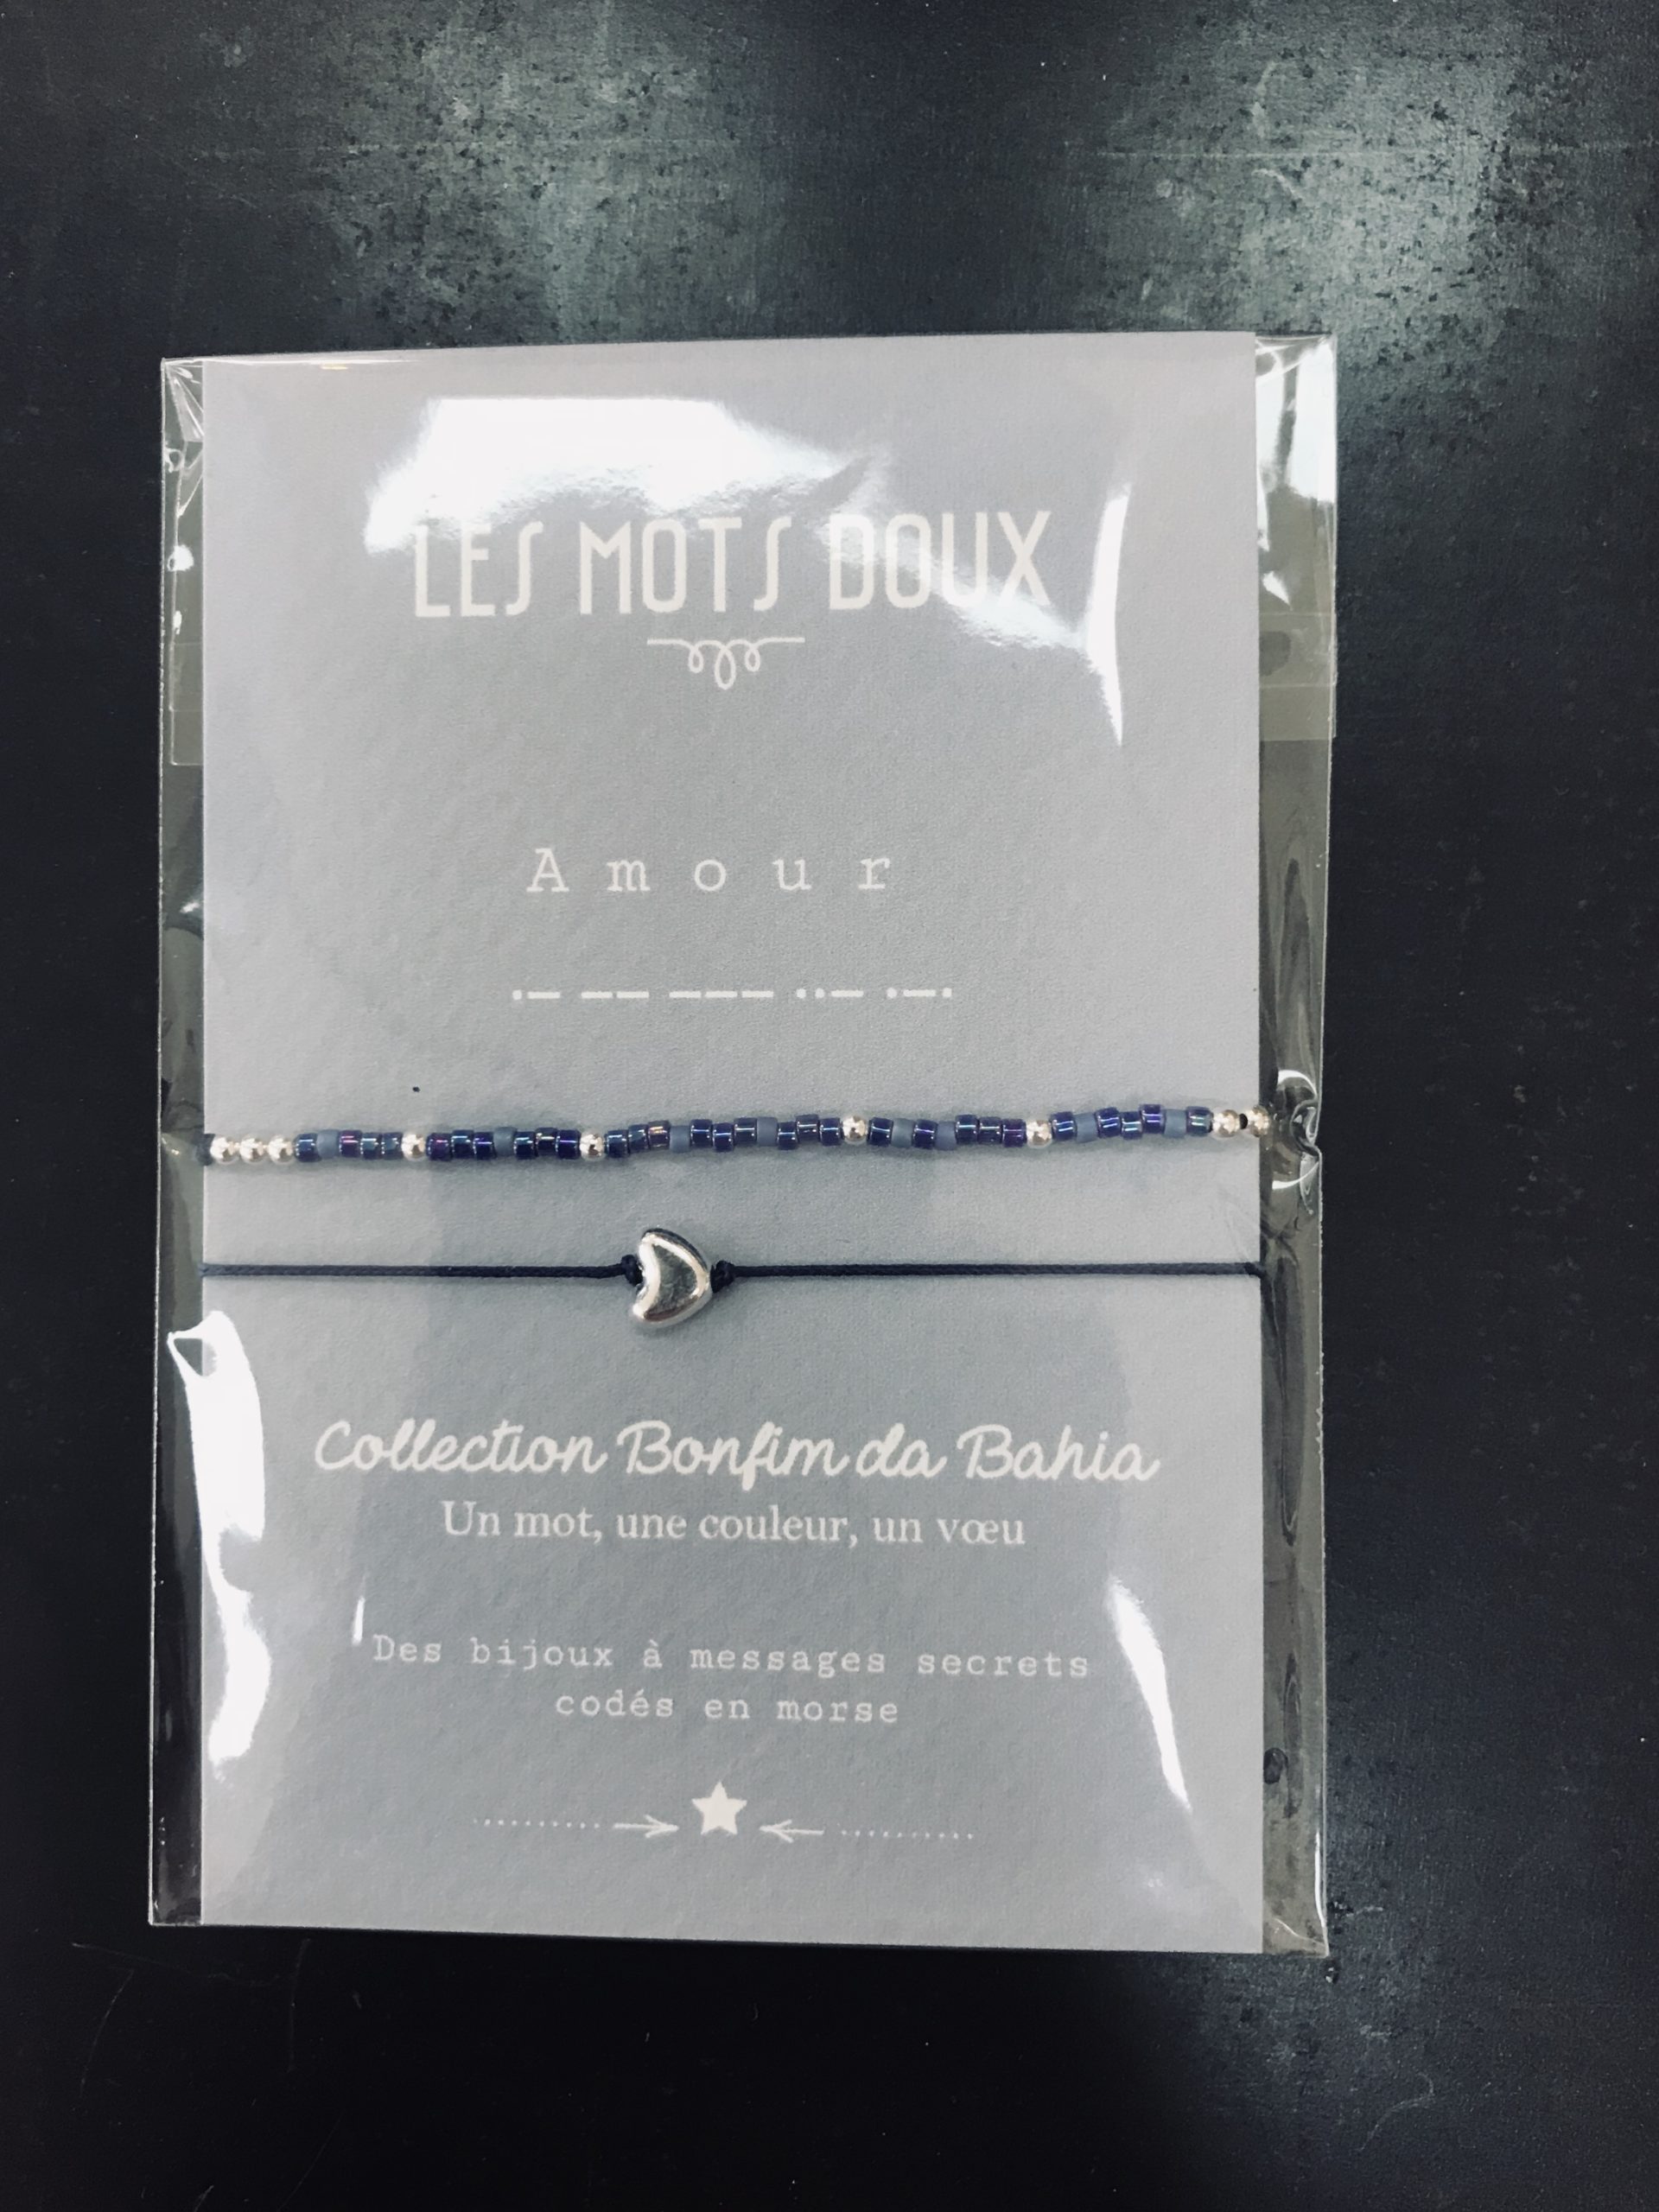 LES MOTS DOUX
Amour
.— —— ——— ..— .—.
Collection Bonfim da Bahia
Un mot, une couleur, un vœu
Des bijoux à messages secrets
codés en morse